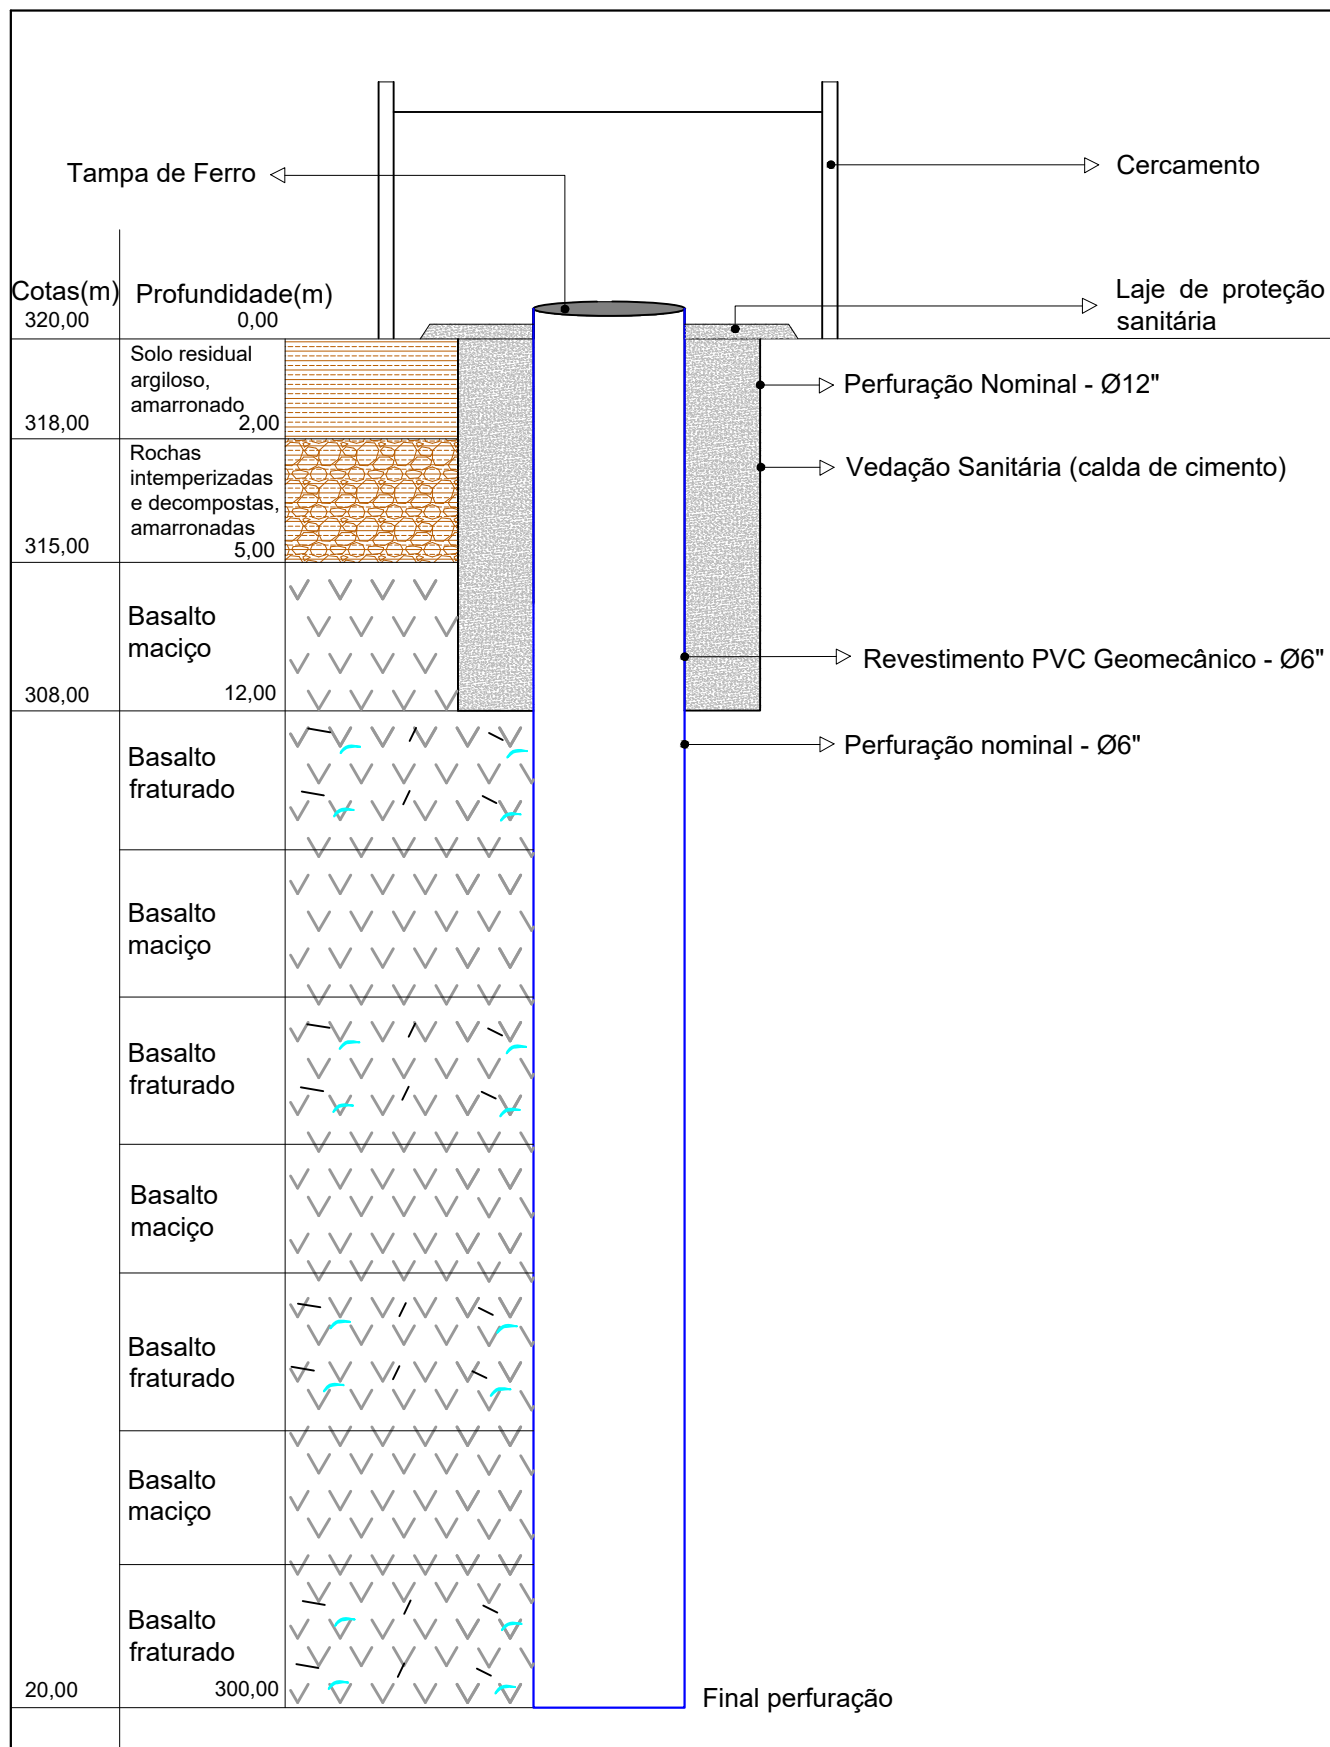 Tampa de Ferro
Cercamento
Cotas(m)
Profundidade(m)
320,00
0,00
Laje de proteção
sanitária
Solo residual
argiloso,
amarronado
318,00
2,00
Perfuração Nominal - Ø12"
Rochas
intemperizadas
e decompostas,
amarronadas
315,00
5,00
Vedação Sanitária (calda de cimento)
Basalto
maciço
308,00
12,00
Revestimento PVC Geomecânico - Ø6"
Basalto
fraturado
Perfuração nominal - Ø6"
Basalto
maciço
Basalto
fraturado
Basalto
maciço
Basalto
fraturado
Basalto
maciço
Basalto
fraturado
20,00
300,00
Final perfuração